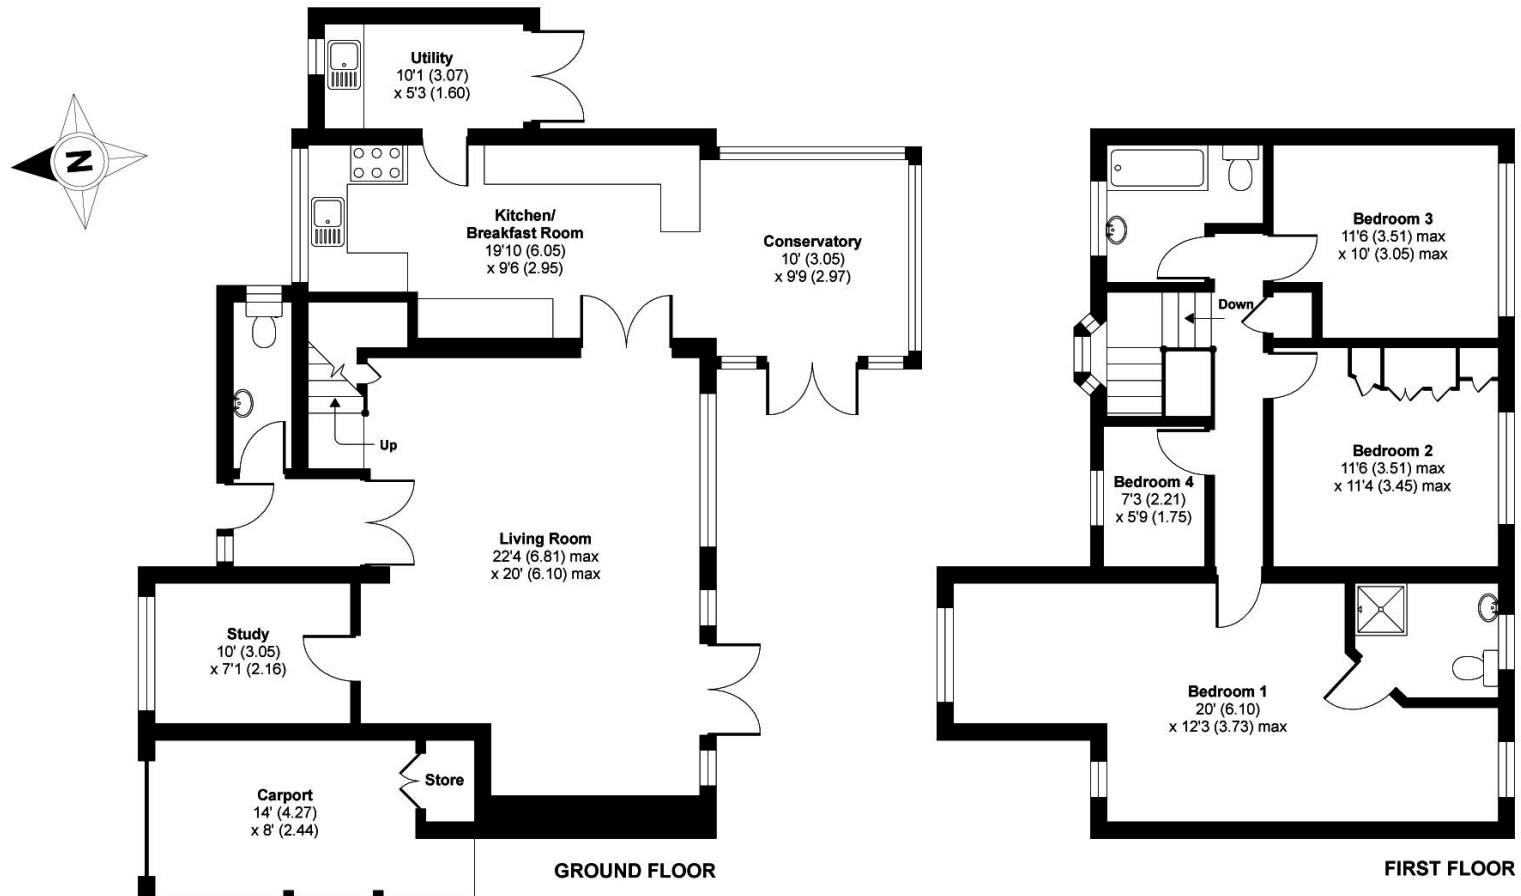 Utility
10'1 (3.07)
x 5'3 (1.60)
N
Kitchen/
Breakfast Room
19'10 (6.05)
x 9'6 (2.95)
Conservatory
10' (3.05)
x 9'9 (2.97)
Up
Living Room
22'4 (6.81) max
x 20' (6.10) max
Study
10' (3.05)
x 7'1 (2.16)
Store
Carport
14' (4.27)
x 8' (2.44)
GROUND FLOOR
Bedroom 3
11'6 (3.51) max
x 10' (3.05) max
Down
Bedroom 2
11'6 (3.51) max
x 11'4 (3.45) max
Bedroom 4
7'3 (2.21)
x 5'9 (1.75)
Bedroom 1
20' (6.10)
x 12'3 (3.73) max
FIRST FLOOR